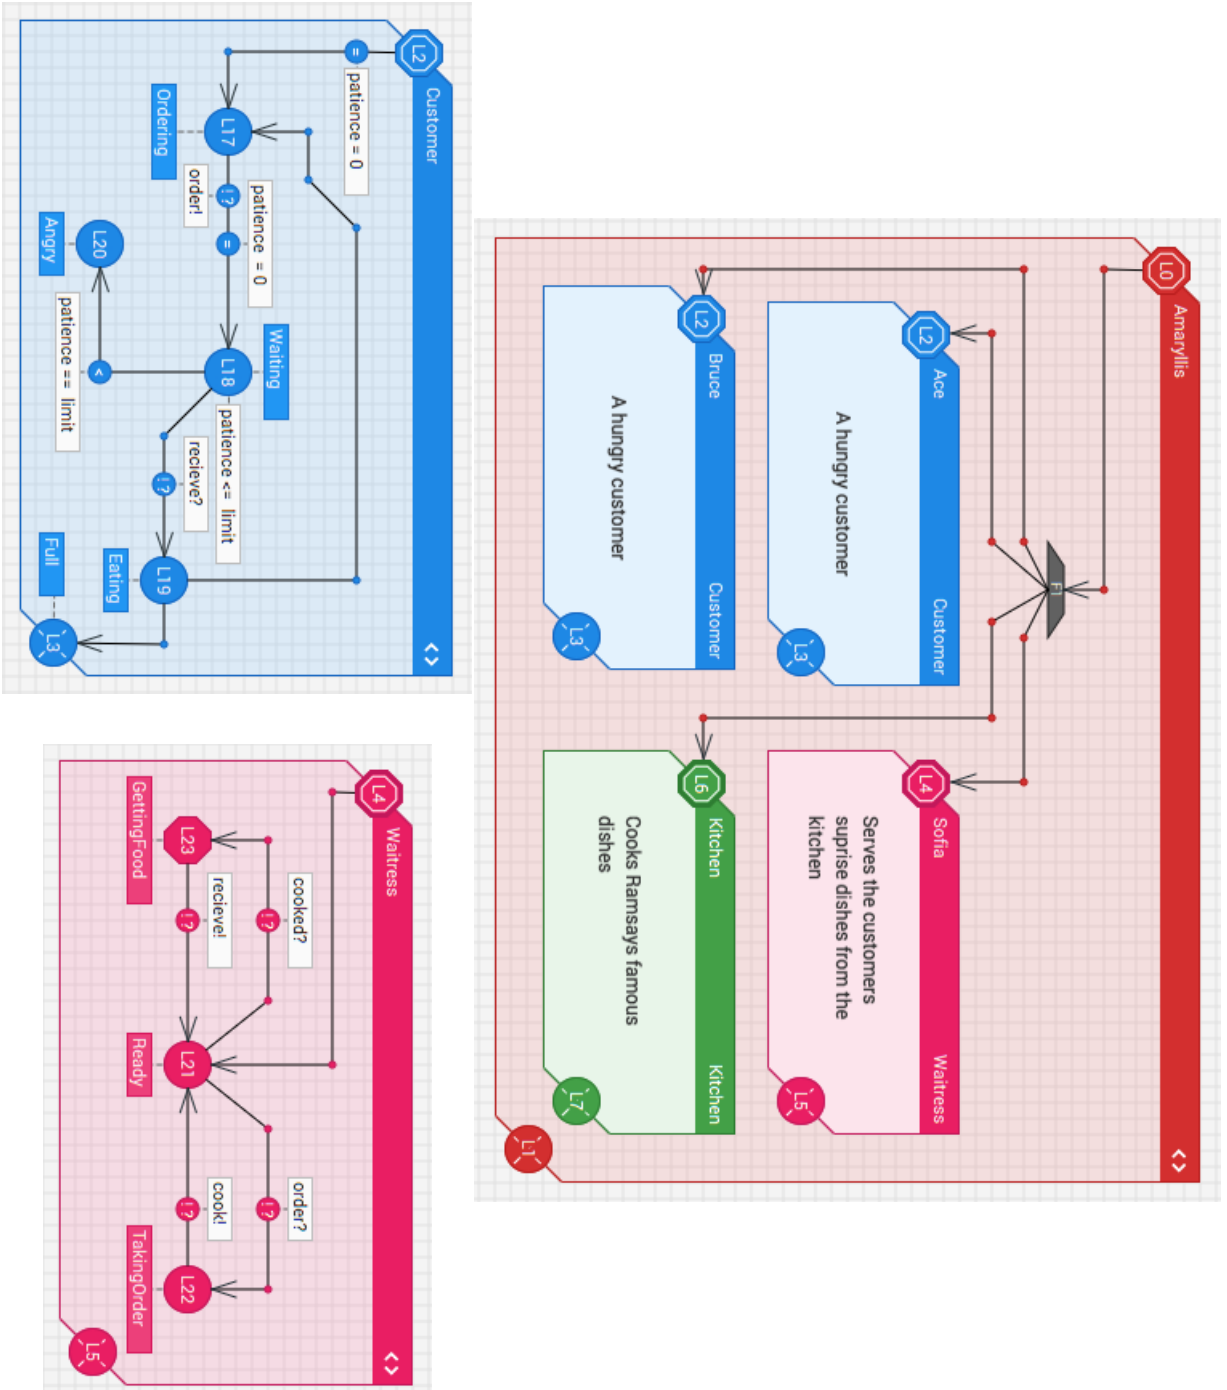 Amaryllis
L0
F1
Ace
Customer
L2
A hungry customer
L3
Sofia
Waitress
L4
Serves the customers
suprise dishes from the
kitchen
L5
Bruce
Customer
L2
A hungry customer
L3
Kitchen
Kitchen
L6
Cooks Ramsays famous
dishes
L7
L1
Customer
L2
=
patience = 0
L17
Ordering
! ?
order!
=
patience = 0
Waiting
L18
patience <= limit
L20
Angry
<
patience == limit
! ?
recieve?
L19
Eating
Full
L3
Waitress
L4
cooked?
! ?
order?
! ?
L23
GettingFood
! ?
recieve!
L21
Ready
! ?
cook!
L22
TakingOrder
L5